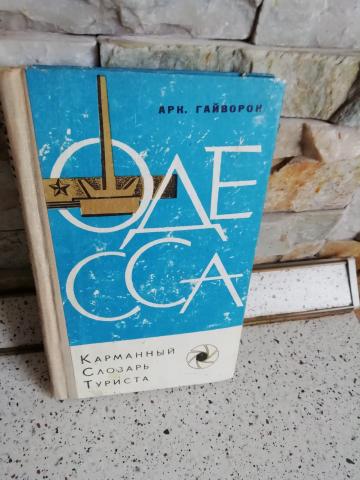 АРК. ГАЙВОРОН
ОДЕ
ССА
КАРМАННЫЙ
СЛОВАРЬ
ТУРИСТА